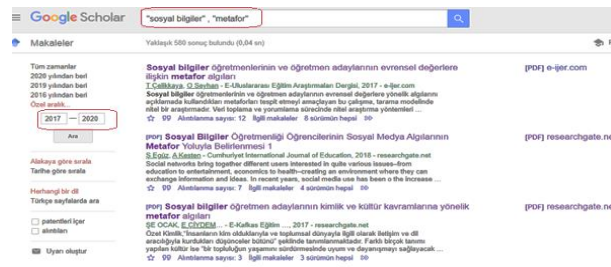 Google Scholar
"sosyal bilgiler" , "metafor"
Makaleler
Yaklaşık 580 sonuç bulundu (0,04 sn)
Tüm zamanlar
2020 yılından beri
2019 yılından beri
2016 yılından beri
Özel aralık...
2017 — 2020
Ara
Alakaya göre sırala
Tarihe göre sırala
Herhangi bir dil
Türkçe sayfalarda ara
patentleri içer
alıntıları
Uyarı oluştur
Sosyal bilgiler öğretmenlerinin ve öğretmen adaylarının evrensel değerlere
ilişkin metafor algıları
T Çelikkaya, O Seyhan - E-Uluslararası Eğitim Araştırmaları Dergisi, 2017 - e-ijer.com
Sosyal bilgiler öğretmenlerinin ve öğretmen adaylarının evrensel değerlere yönelik algılarını
açıklamada kullandıkları metaforları tespit etmeyi amaçlayan bu çalışma, tarama modelinde
nitel bir araştırmadır. Veri toplama ve yorumlama sürecinde nitel araştırma yöntemleri ...
99 Alıntılanma sayısı: 12 İlgili makaleler 8 sürümün hepsi
[PDF] e-ijer.com
[PDF] Sosyal Bilgiler Öğretmenliği Öğrencilerinin Sosyal Medya Algılarının
Metafor Yoluyla Belirlenmesi 1
S Egüz, A Kesten - Cumhuriyet International Journal of Education, 2018 - researchgate.net
Social networks bring together different users interested in quite various issues–from
education to entertainment, economics to health–creating an environment where they can
exchange information and ideas. In recent years, social media use has been o the Increase ...
99 Alıntılanma sayısı: 7 İlgili makaleler 4 sürümün hepsi
[PDF] researchgate.ne
[PDF] Sosyal bilgiler öğretmen adaylarının kimlik ve kültür kavramlarına yönelik
metafor algıları
ŞE OCAK, E ÇİYDEM... - E-Kafkas Eğitim ..., 2017 - researchgate.net
Özet Kimlik,"İnsanların kim olduklarıyla ve toplumsal dünyayla ilgili olarak iletişim ve dil
aracılığıyla kurdukları düşünceler bütünü" şeklinde tanımlanmaktadır. Farklı birçok tanımı
yapılan kültür ise "bir topluluğun yaşamını sürdürmesinde uyum ve dayanışmayı sağlayacak ...
99 Alıntılanma sayısı: 1 İlgili makaleler 3 sürümün hepsi
[PDF] researchgate.ne